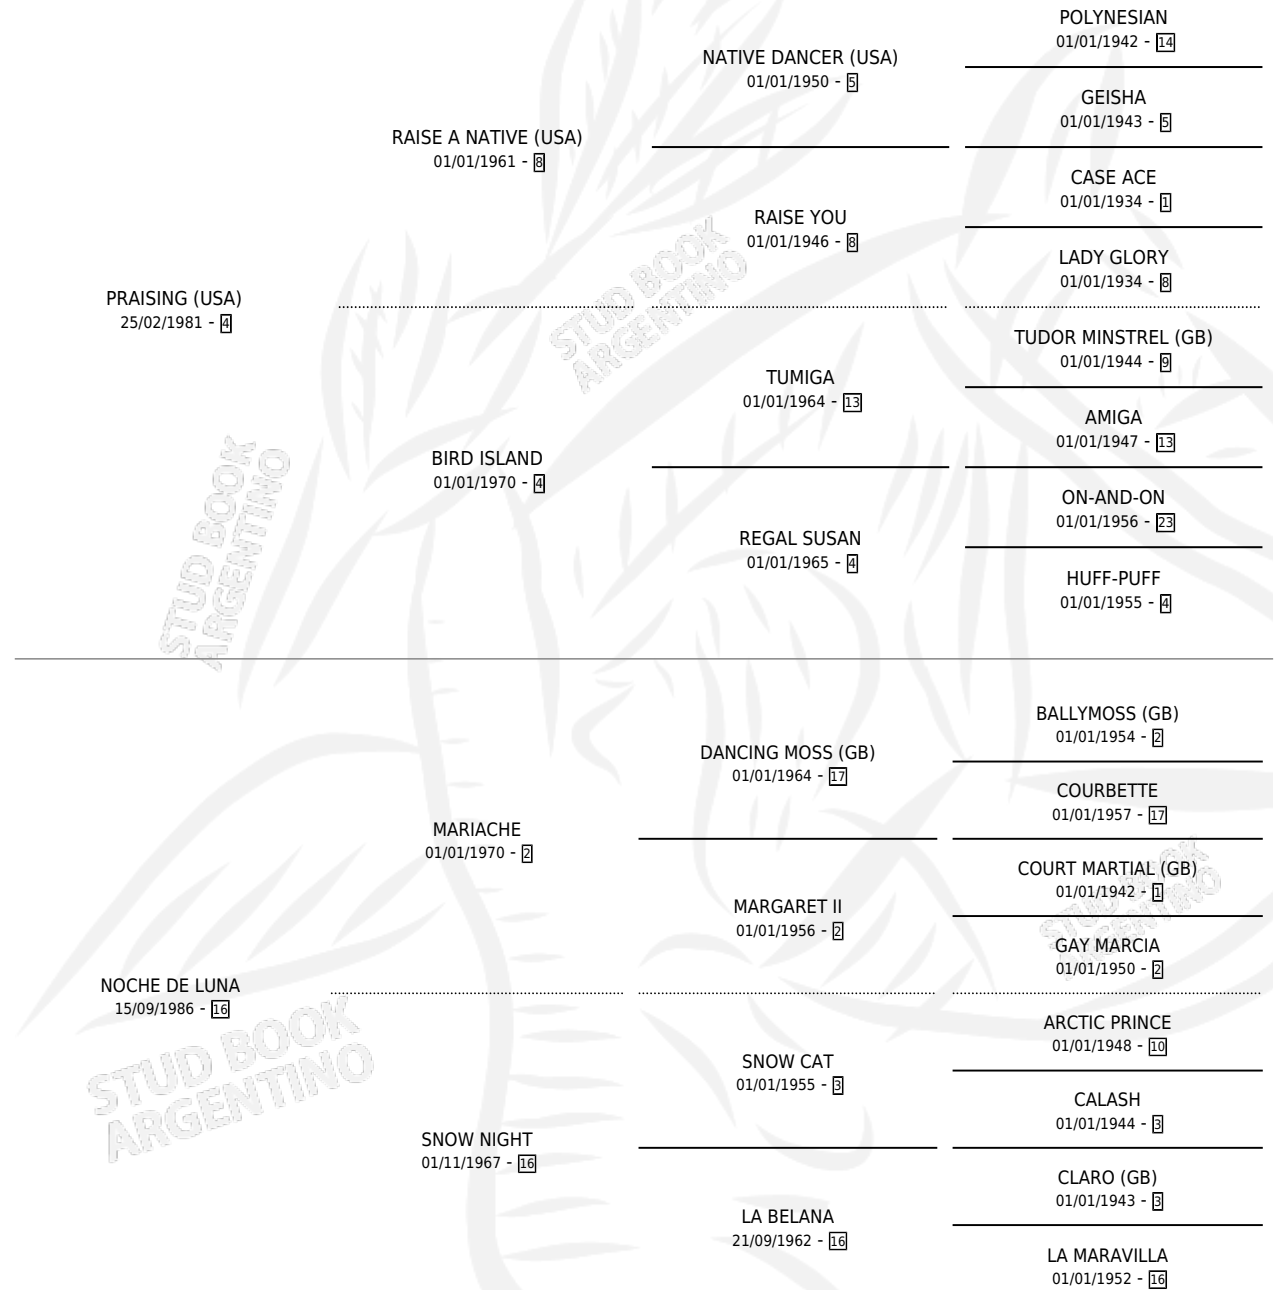 POLYNESIAN
01/01/1942 - 14
NATIVE DANCER (USA)
01/01/1950 - 5
GEISHA
01/01/1943 - 5
RAISE A NATIVE (USA)
01/01/1961 - 8
CASE ACE
01/01/1934 - 1
RAISE YOU
01/01/1946 - 8
LADY GLORY
01/01/1934 - 8
PRAISING (USA)
25/02/1981 - 4
TUDOR MINSTREL (GB)
01/01/1944 - 9
TUMIGA
01/01/1964 - 13
AMIGA
01/01/1947 - 13
BIRD ISLAND
01/01/1970 - 4
ON-AND-ON
01/01/1956 - 23
REGAL SUSAN
01/01/1965 - 4
HUFF-PUFF
01/01/1955 - 4
STUD BOOK
ARGENTINO
STUD BOOK
ARGENTINO
BALLYMOSS (GB)
01/01/1954 - 2
DANCING MOSS (GB)
01/01/1964 - 17
COURBETTE
01/01/1957 - 17
MARIACHE
01/01/1970 - 2
COURT MARTIAL (GB)
01/01/1942 - 1
MARGARET II
01/01/1956 - 2
GAY MARCIA
01/01/1950 - 2
NOCHE DE LUNA
15/09/1986 - 16
ARCTIC PRINCE
01/01/1948 - 10
SNOW CAT
01/01/1955 - 3
CALASH
01/01/1944 - 3
SNOW NIGHT
01/11/1967 - 16
CLARO (GB)
01/01/1943 - 3
LA BELANA
21/09/1962 - 16
LA MARAVILLA
01/01/1952 - 16
STUD BOOK
ARGENTINO
STUD BOOK
ARGENTINO